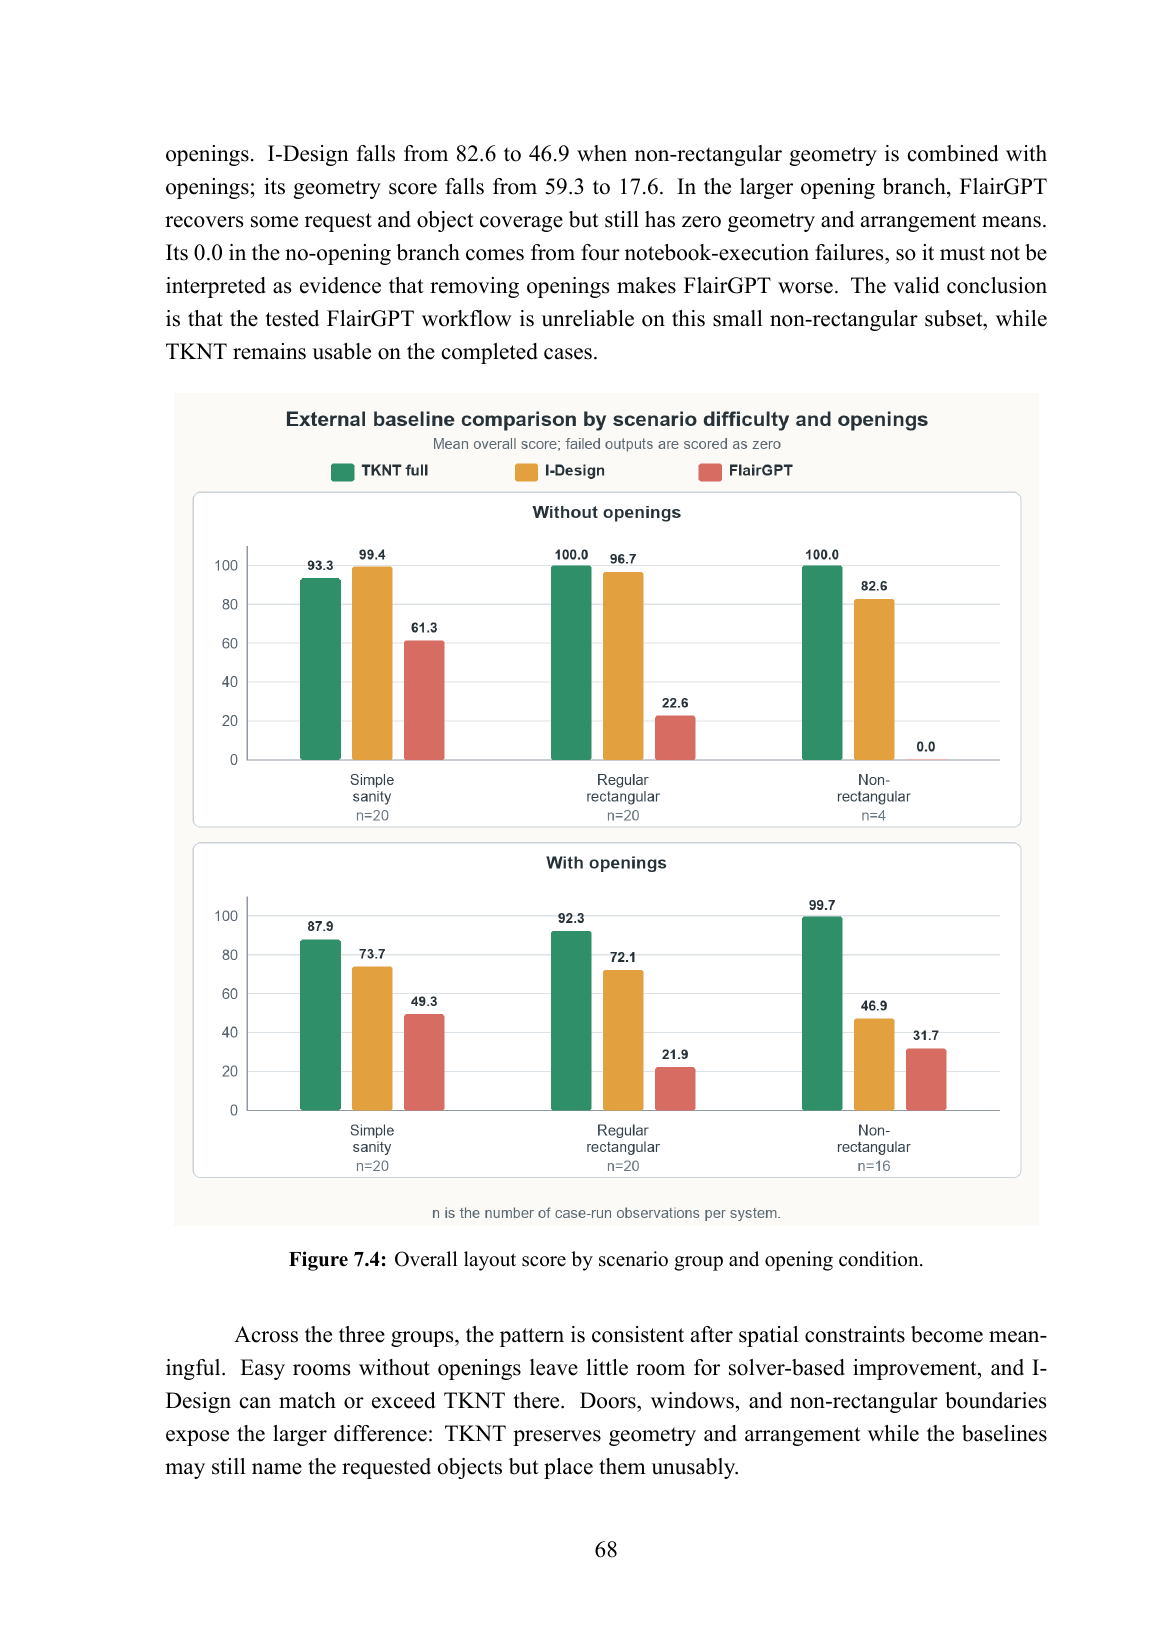 openings. I-Design falls from 82.6 to 46.9 when non-rectangular geometry is combined with
openings; its geometry score falls from 59.3 to 17.6. In the larger opening branch, FlairGPT
recovers some request and object coverage but still has zero geometry and arrangement means.
Its 0.0 in the no-opening branch comes from four notebook-execution failures, so it must not be
interpreted as evidence that removing openings makes FlairGPT worse. The valid conclusion
is that the tested FlairGPT workflow is unreliable on this small non-rectangular subset, while
TKNT remains usable on the completed cases.
External baseline comparison by scenario difficulty and openings
Mean overall score; failed outputs are scored as zero
TKNT full I-Design FlairGPT
Without openings
100
80
60
40
20
0
93.3 99.4 61.3
100.0 96.7 22.6
100.0 82.6 0.0
Simple
sanity
n=20
Regular
rectangular
n=20
Non-
rectangular
n=4
With openings
100
80
60
40
20
0
87.9 73.7 49.3
92.3 72.1 21.9
99.7 46.9 31.7
Simple
sanity
n=20
Regular
rectangular
n=20
Non-
rectangular
n=16
n is the number of case-run observations per system.
Figure 7.4: Overall layout score by scenario group and opening condition.
Across the three groups, the pattern is consistent after spatial constraints become mean-
ingful. Easy rooms without openings leave little room for solver-based improvement, and I-
Design can match or exceed TKNT there. Doors, windows, and non-rectangular boundaries
expose the larger difference: TKNT preserves geometry and arrangement while the baselines
may still name the requested objects but place them unusably.
68